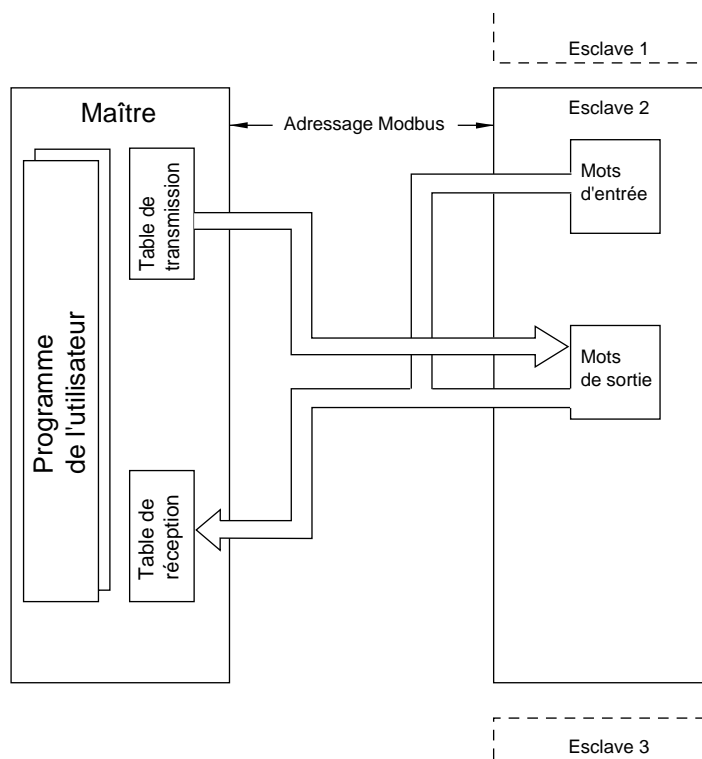 Esclave 1
Maître
Adressage Modbus
Esclave 2
Table de
transmission
Mots
d'entrée
Programme
de l'utilisateur
Mots
de sortie
Table de
réception
Esclave 3